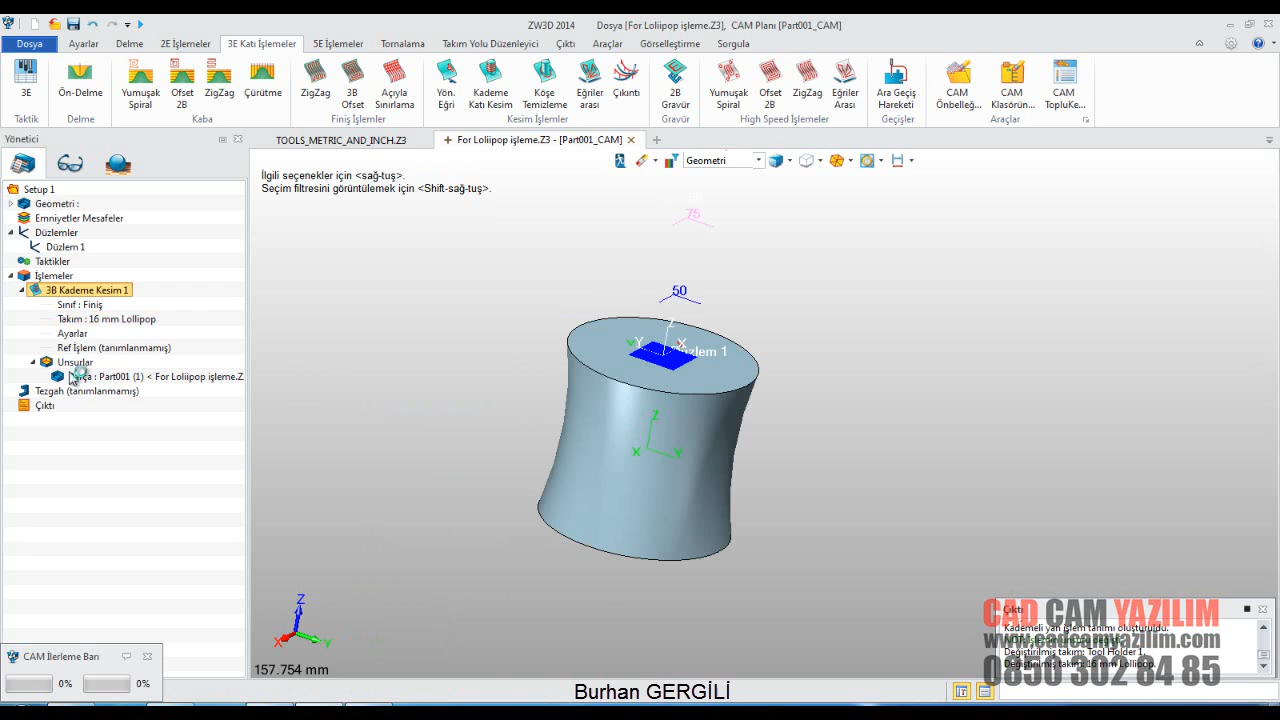 ZW3D 2014 Dosya [For Loliipop işleme.Z3], CAM Planı [Part001_CAM]
Dosya Ayarlar Delme 2E İşlemeler 3E Katı İşlemeler 5E İşlemeler Tornalama Takım Yolu Düzenleyici Çıktı Araçlar Görselleştirme Sorgula
3E Ön-Delme Yumuşak Spiral Ofset 2B ZigZag Çürütme ZigZag 3B Ofset Açıyla Sınırlama Yön. Eğri Kademe Katı Kesim Köşe Temizleme Eğriler arası Çıkıntı 2B Gravür Yumuşak Spiral Ofset 2B ZigZag Eğriler Arası Ara Geçiş Hareketi CAM Önbelleğ... CAM Klasörün... CAM TopluKe...
Taktik Delme Kaba Finiş İşlemler Kesim İşlemler Gravür High Speed İşlemeler Geçişler Araçlar
Yönetici
TOOLS_METRIC_AND_INCH.Z3 For Loliipop işleme.Z3 - [Part001_CAM]
Geometri
İlgili seçenekler için <sağ-tuş>.
Seçim filtresini görüntülemek için <Shift-sağ-tuş>.
Setup 1
Geometri :
Emniyetler Mesafeler
Düzlemler
Düzlem 1
Taktikler
İşlemeler
3B Kademe Kesim 1
Sınıf : Finiş
Takım : 16 mm Lollipop
Ayarlar
Ref İşlem (tanımlanmamış)
Unsurlar
: Part001 (1) < For Loliipop işleme.Z
Tezgah (tanımlanmamış)
Çıktı
75
50
Z
Y X
Düzlem 1
Z
X Y
Z
X Y
157.754 mm
CAM İlerleme Barı
0% 0%
Çıktı
Kademeli yan işlem tanımı oluşturuldu.
Değiştirilmiş takım: Tool Holder 1.
Değiştirilmiş takım: 16 mm Lollipop.
CAD CAM YAZILIM
www.cadcamyazilim.com
0850 302 84 85
Burhan GERGİLİ